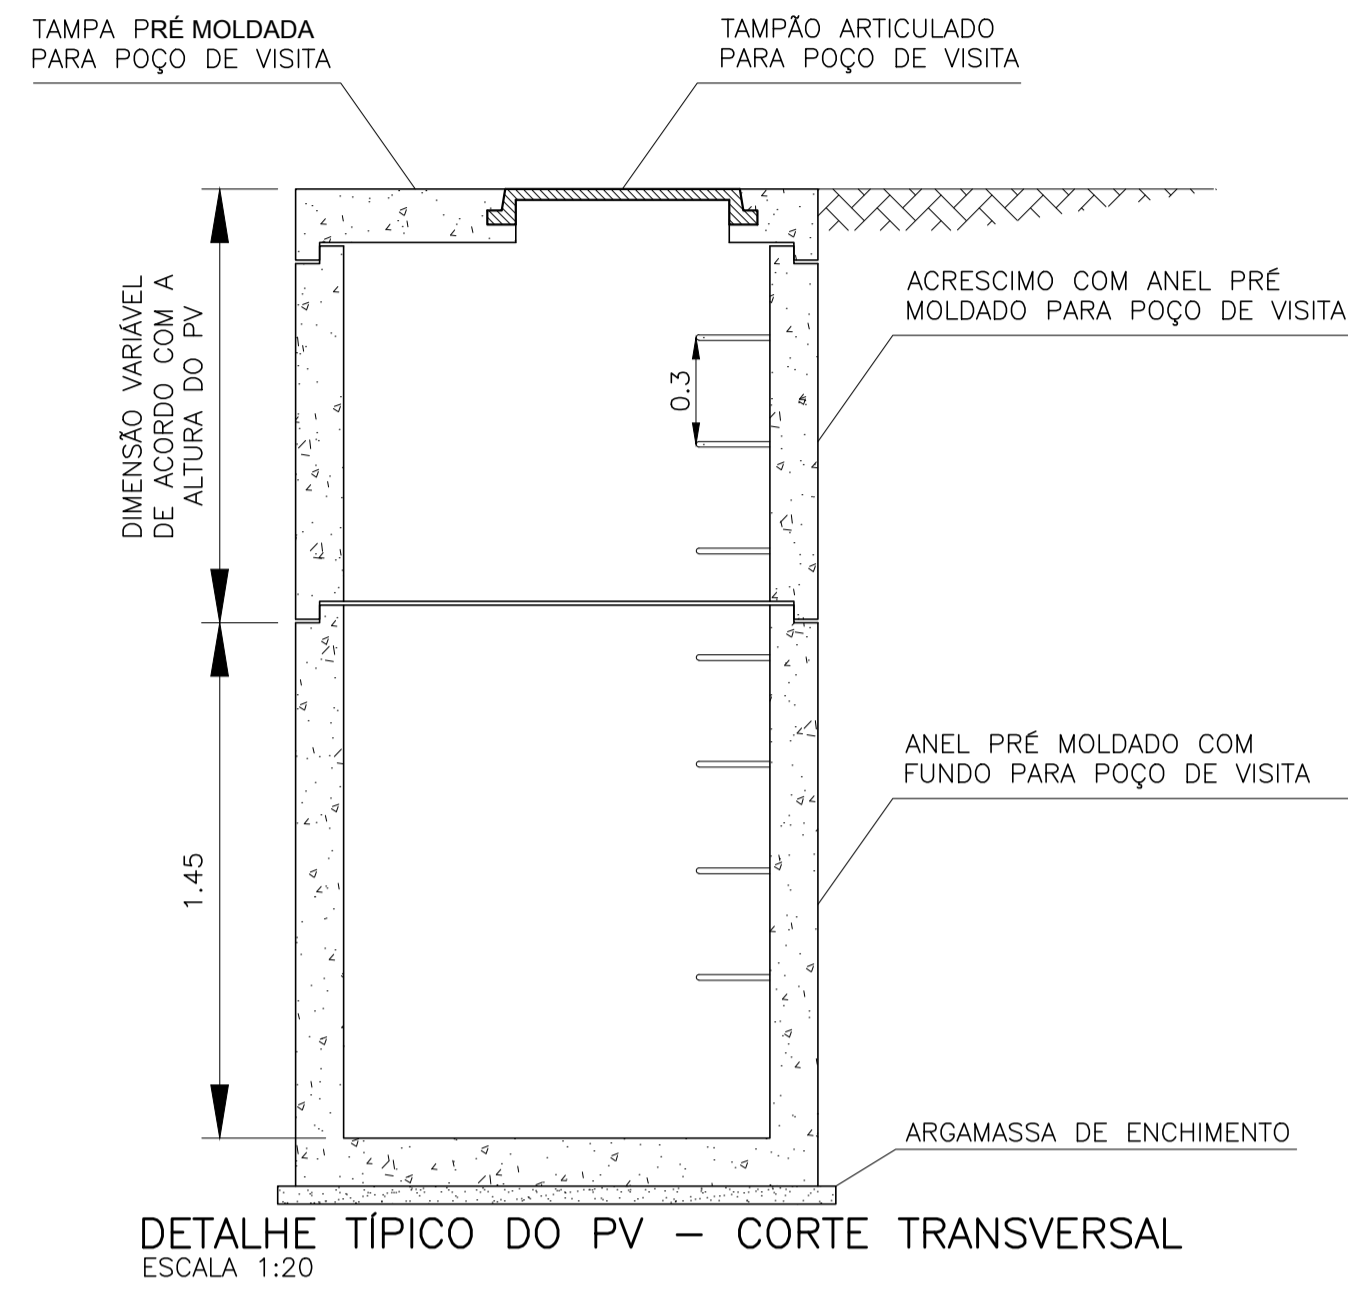 TAMPA PRÉ MOLDADA
PARA POÇO DE VISITA
TAMPÃO ARTICULADO
PARA POÇO DE VISITA
DIMENSÃO VARIÁVEL
DE ACORDO COM A
ALTURA DO PV
0.3
ACRESCIMO COM ANEL PRÉ
MOLDADO PARA POÇO DE VISITA
1.45
ANEL PRÉ MOLDADO COM
FUNDO PARA POÇO DE VISITA
ARGAMASSA DE ENCHIMENTO
DETALHE TÍPICO DO PV – CORTE TRANSVERSAL
ESCALA 1:20